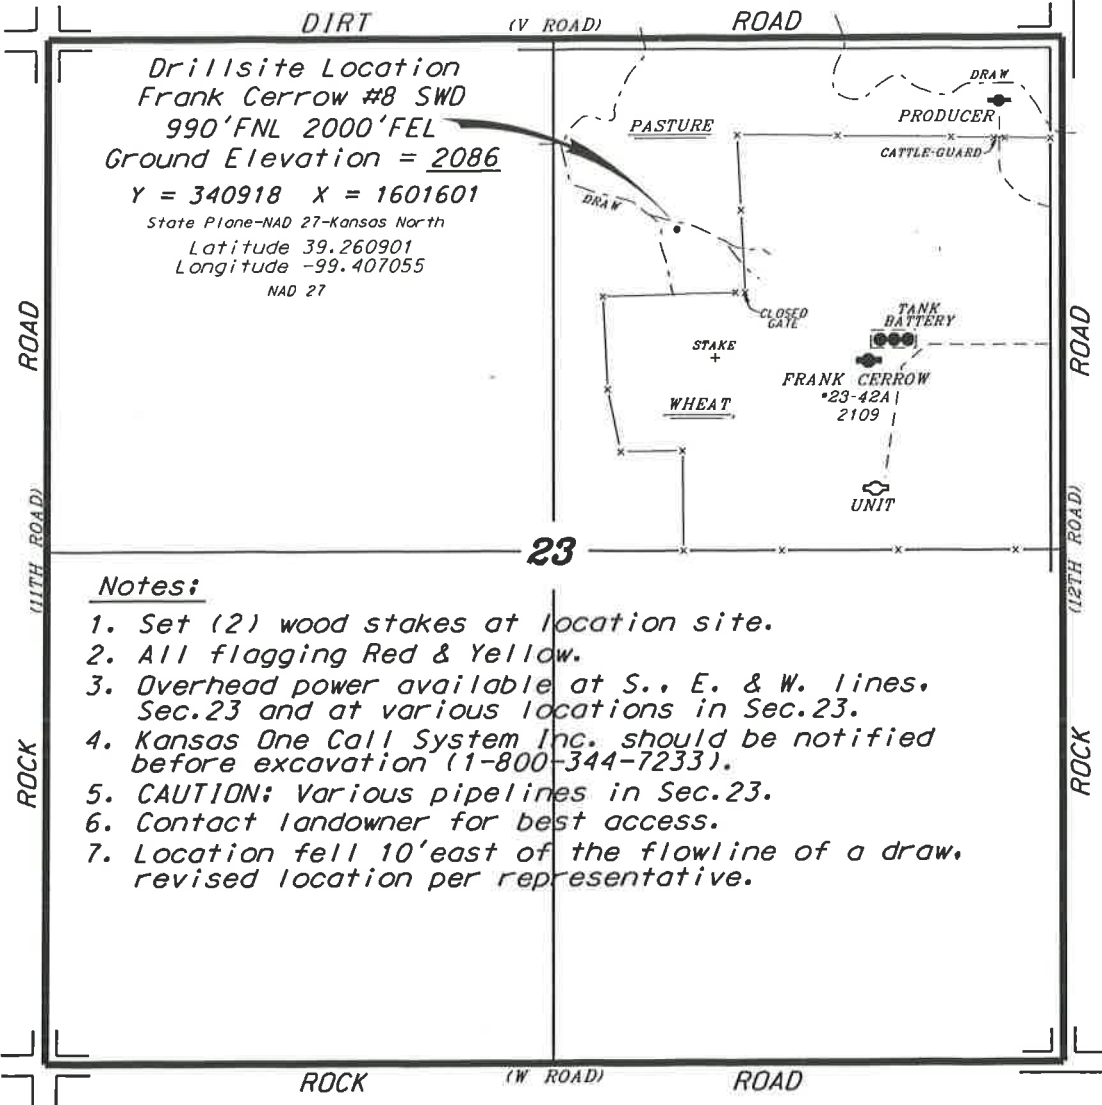 DIRT (V ROAD) ROAD
Drillsite Location
Frank Cerrow #8 SWD
990'FNL 2000'FEL
Ground Elevation = 2086
Y = 340918 X = 1601601
State Plane-NAD 27-Kansas North
Latitude 39.260901
Longitude -99.407055
NAD 27
DRAW
PRODUCER
PASTURE
CATTLE-GUARD
DRAW
CLOSED
GATE
TANK
BATTERY
STAKE
FRANK CERROW
#23-42A
2109
WHEAT
UNIT
ROAD
(11TH ROAD)
ROCK
ROAD
(12TH ROAD)
ROCK
23
Notes:
1. Set (2) wood stakes at location site.
2. All flagging Red & Yellow.
3. Overhead power available at S., E. & W. lines,
Sec.23 and at various locations in Sec.23.
4. Kansas One Call System Inc. should be notified
before excavation (1-800-344-7233).
5. CAUTION: Various pipelines in Sec.23.
6. Contact landowner for best access.
7. Location fell 10'east of the flowline of a draw,
revised location per representative.
ROCK (W ROAD) ROAD